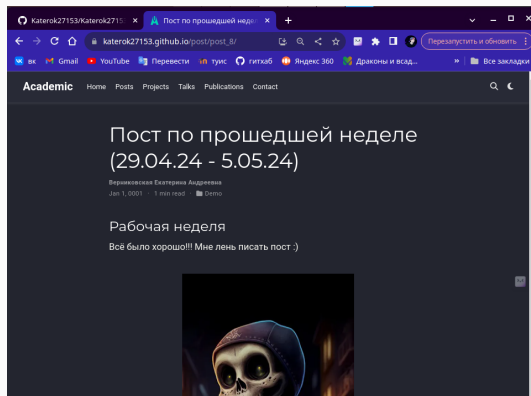 Katerok27153/Katerok2715
Пост по прошедшей неде
katerok27153.github.io/post/post_8/
Перезапустить и обновить
вк Gmail YouTube Перевести туис гитхаб Яндекс 360 Драконы и всад... » Все закладки
Academic Home Posts Projects Talks Publications Contact
Пост по прошедшей неделе
(29.04.24 - 5.05.24)
Верниковская Екатерина Андреевна
Jan 1, 0001 · 1 min read · Demo
Рабочая неделя
Всё было хорошо!!! Мне лень писать пост :)